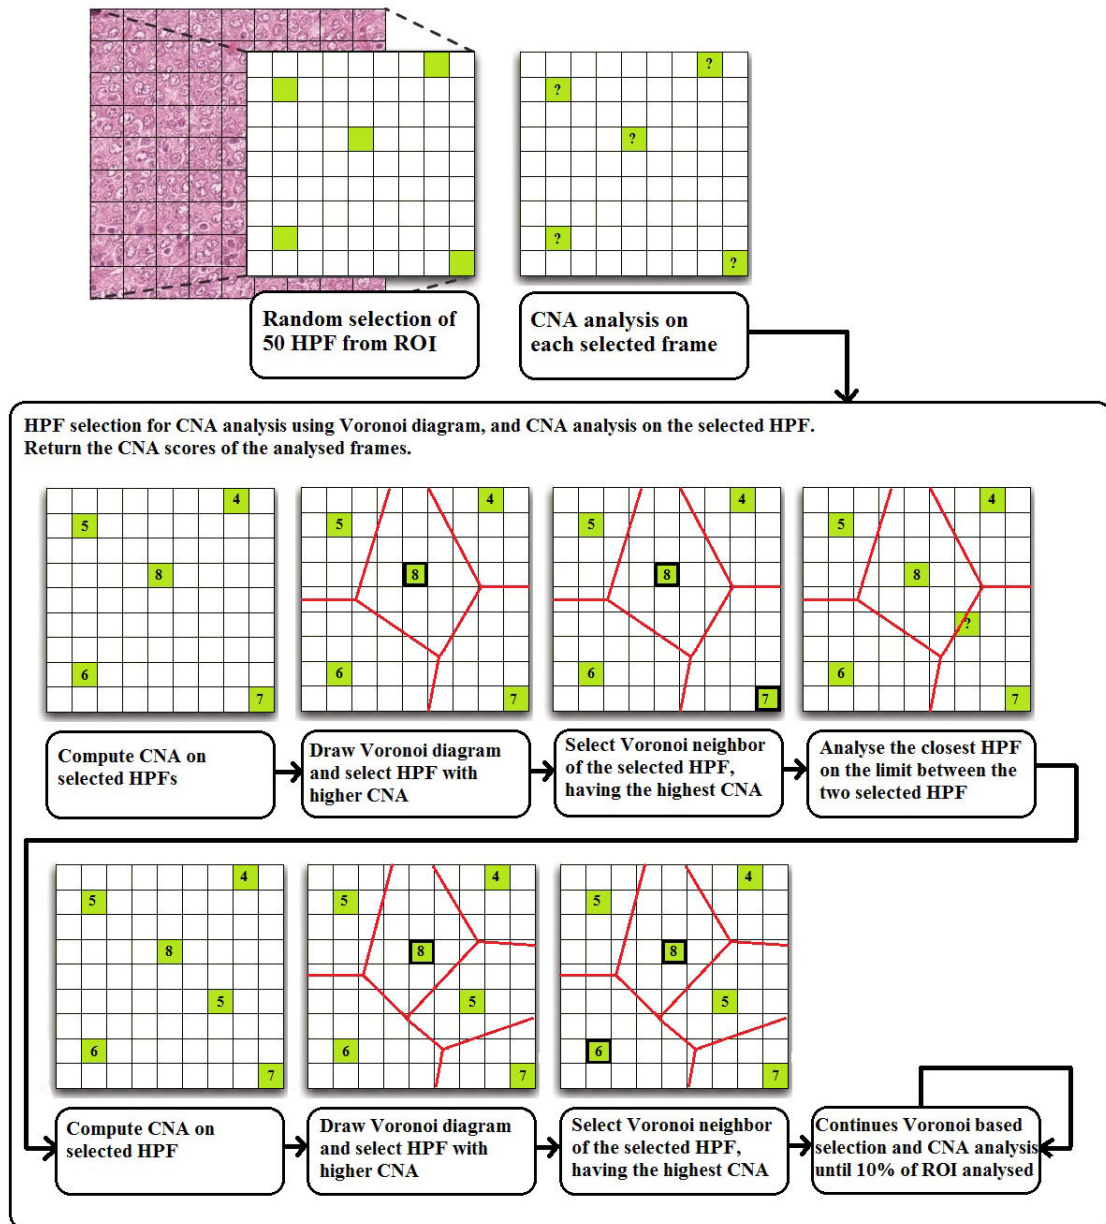 ?
?
?
?
?
Random selection of
50 HPF from ROI
CNA analysis on
each selected frame
HPF selection for CNA analysis using Voronoi diagram, and CNA analysis on the selected HPF.
Return the CNA scores of the analysed frames.
4
5
8
6
7
4
5
8
6
7
4
5
8
6
7
4
5
8
?
6
7
Compute CNA on
selected HPFs
Draw Voronoi diagram
and select HPF with
higher CNA
Select Voronoi neighbor
of the selected HPF,
having the highest CNA
Analyse the closest HPF
on the limit between the
two selected HPF
4
5
8
5
6
7
4
5
8
5
6
7
4
5
8
5
6
7
Compute CNA on
selected HPF
Draw Voronoi diagram
and select HPF with
higher CNA
Select Voronoi neighbor
of the selected HPF,
having the highest CNA
Continues Voronoi based
selection and CNA analysis
until 10% of ROI analysed